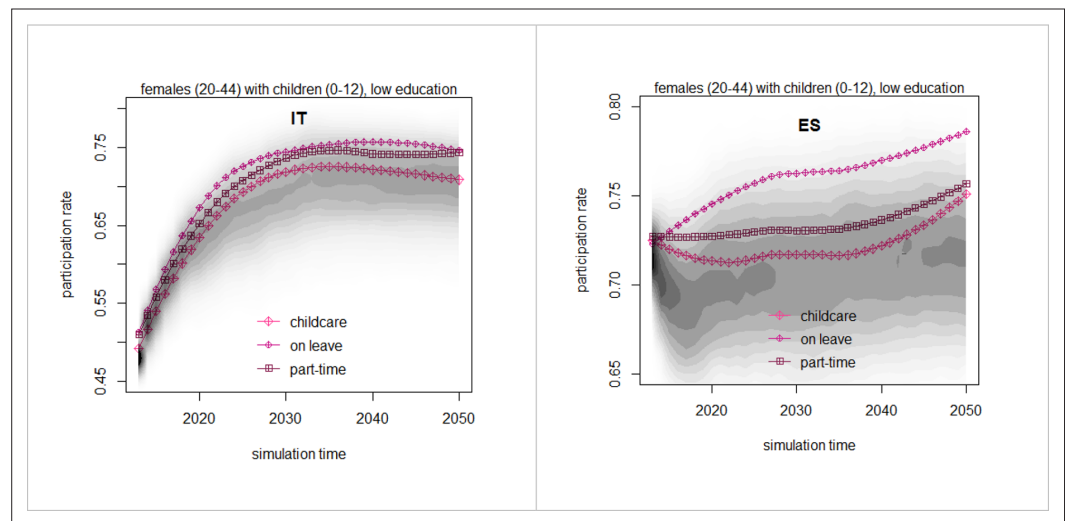 females (20-44) with children (0-12), low education
IT
participation rate
0.75
0.65
0.55
0.45
childcare
on leave
part-time
2020 2030 2040 2050
simulation time
females (20-44) with children (0-12), low education
ES
participation rate
0.80
0.75
0.70
0.65
childcare
on leave
part-time
2020 2030 2040 2050
simulation time